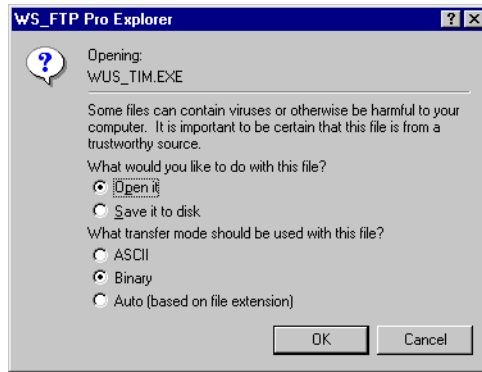 WS_FTP Pro Explorer
Opening:
WUS_TIM.EXE
Some files can contain viruses or otherwise be harmful to your
computer. It is important to be certain that this file is from a
trustworthy source.
What would you like to do with this file?
Open it
Save it to disk
What transfer mode should be used with this file?
ASCII
Binary
Auto (based on file extension)
OK Cancel